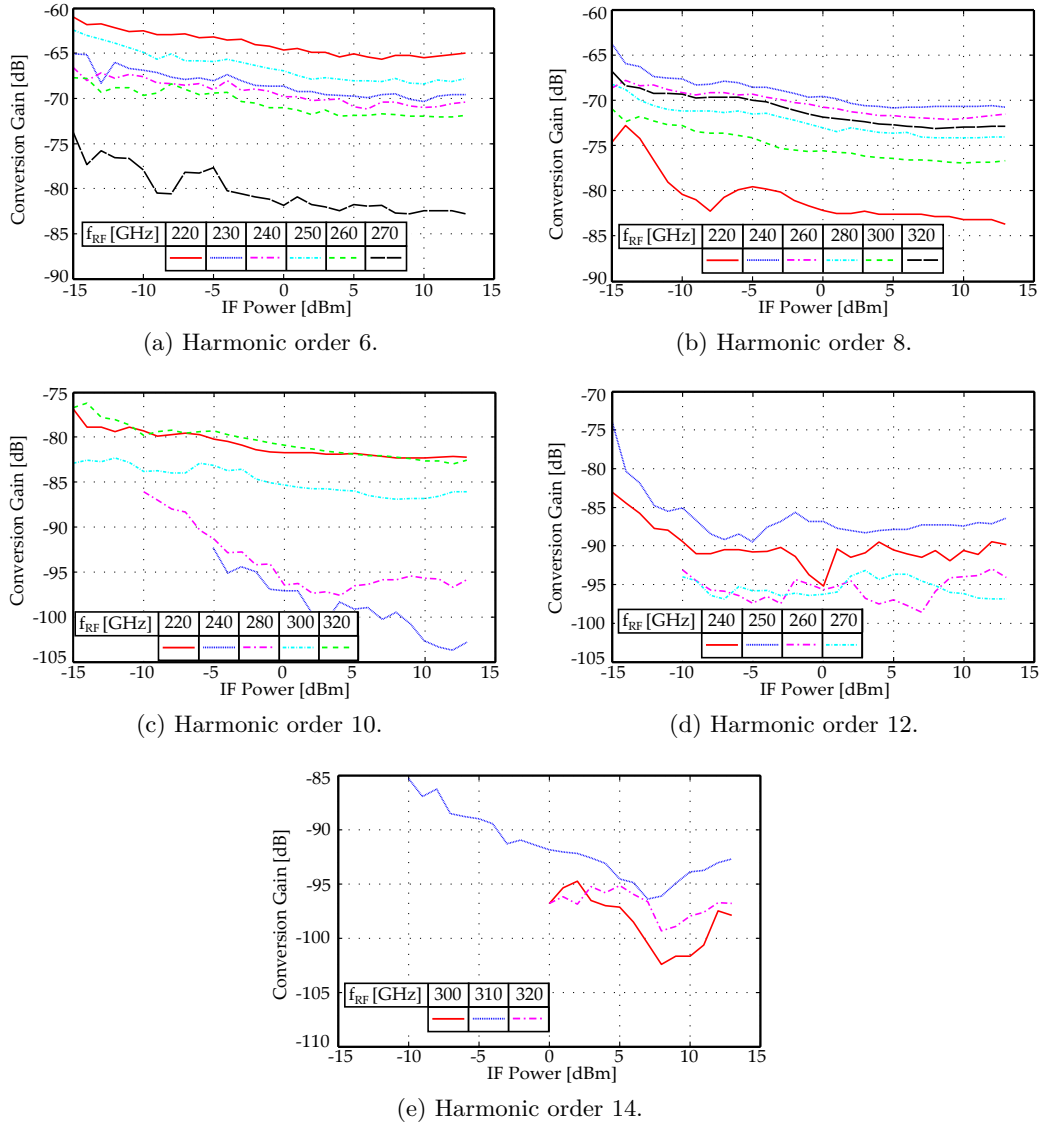 -60
-65
-70
-75
-80
-85
-90
Conversion Gain [dB]
f_RF [GHz] 220 230 240 250 260 270
-15 -10 -5 0 5 10 15
IF Power [dBm]
(a) Harmonic order 6.
-60
-65
-70
-75
-80
-85
-90
Conversion Gain [dB]
f_RF [GHz] 220 240 260 280 300 320
-15 -10 -5 0 5 10 15
IF Power [dBm]
(b) Harmonic order 8.
-75
-80
-85
-90
-95
-100
-105
Conversion Gain [dB]
f_RF [GHz] 220 240 280 300 320
-15 -10 -5 0 5 10 15
IF Power [dBm]
(c) Harmonic order 10.
-70
-75
-80
-85
-90
-95
-100
-105
Conversion Gain [dB]
f_RF [GHz] 240 250 260 270
-15 -10 -5 0 5 10 15
IF Power [dBm]
(d) Harmonic order 12.
-85
-90
-95
-100
-105
-110
Conversion Gain [dB]
f_RF [GHz] 300 310 320
-15 -10 -5 0 5 10 15
IF Power [dBm]
(e) Harmonic order 14.